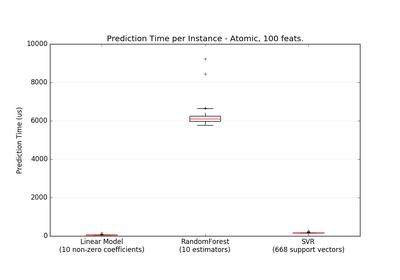 Prediction Time per Instance - Atomic, 100 feats.
10000
8000
6000
4000
2000
0
Prediction Time (us)
Linear Model RandomForest SVR
(10 non-zero coefficients) (10 estimators) (668 support vectors)